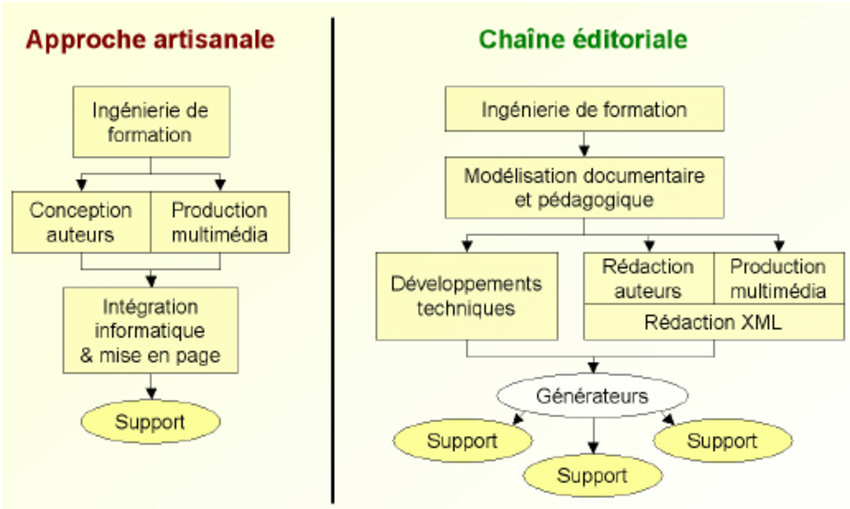 Approche artisanale
Ingénierie de
formation
Conception
auteurs
Production
multimédia
Intégration
informatique
& mise en page
Support
Chaîne éditoriale
Ingénierie de formation
Modélisation documentaire
et pédagogique
Développements
techniques
Rédaction
auteurs
Production
multimédia
Rédaction XML
Générateurs
Support
Support
Support